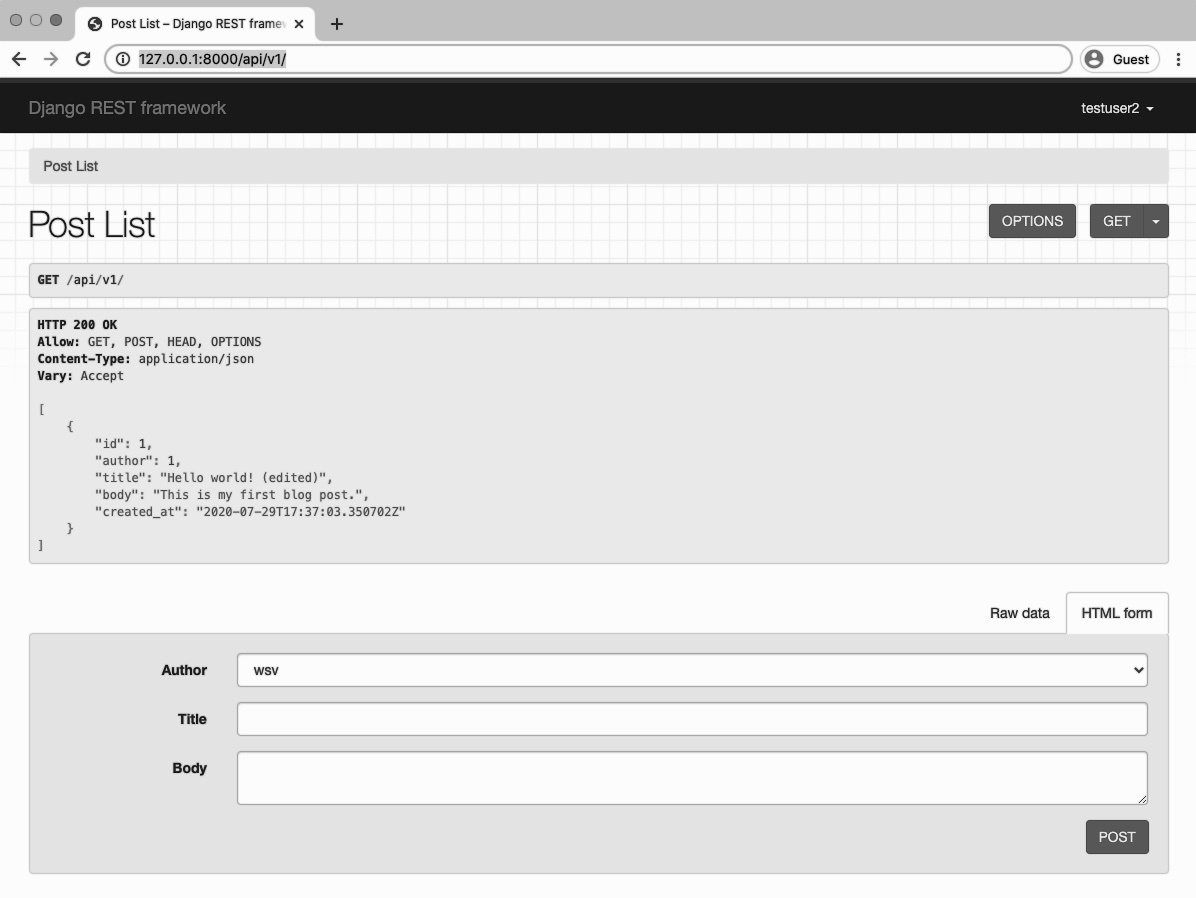 Post List – Django REST framew
127.0.0.1:8000/api/v1/
Guest
Django REST framework
testuser2
Post List
Post List
OPTIONS
GET
GET /api/v1/
HTTP 200 OK
Allow: GET, POST, HEAD, OPTIONS
Content-Type: application/json
Vary: Accept
[
    {
        "id": 1,
        "author": 1,
        "title": "Hello world! (edited)",
        "body": "This is my first blog post.",
        "created_at": "2020-07-29T17:37:03.350702Z"
    }
]
Raw data
HTML form
Author
wsv
Title
Body
POST